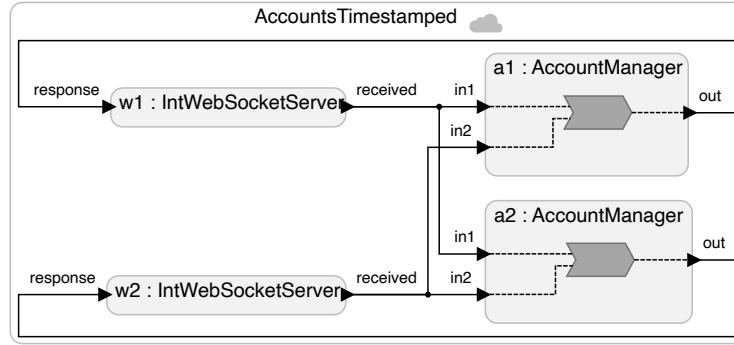 AccountsTimestamped
a1 : AccountManager
response
w1 : IntWebSocketServer
received
in1
out
in2
a2 : AccountManager
in1
out
response
w2 : IntWebSocketServer
received
in2